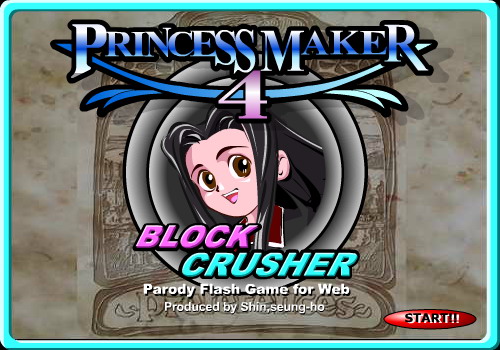 PRINCESS MAKER
4
BLOCK
CRUSHER
Parody Flash Game for Web
Produced by Shin,seung-ho
START!!